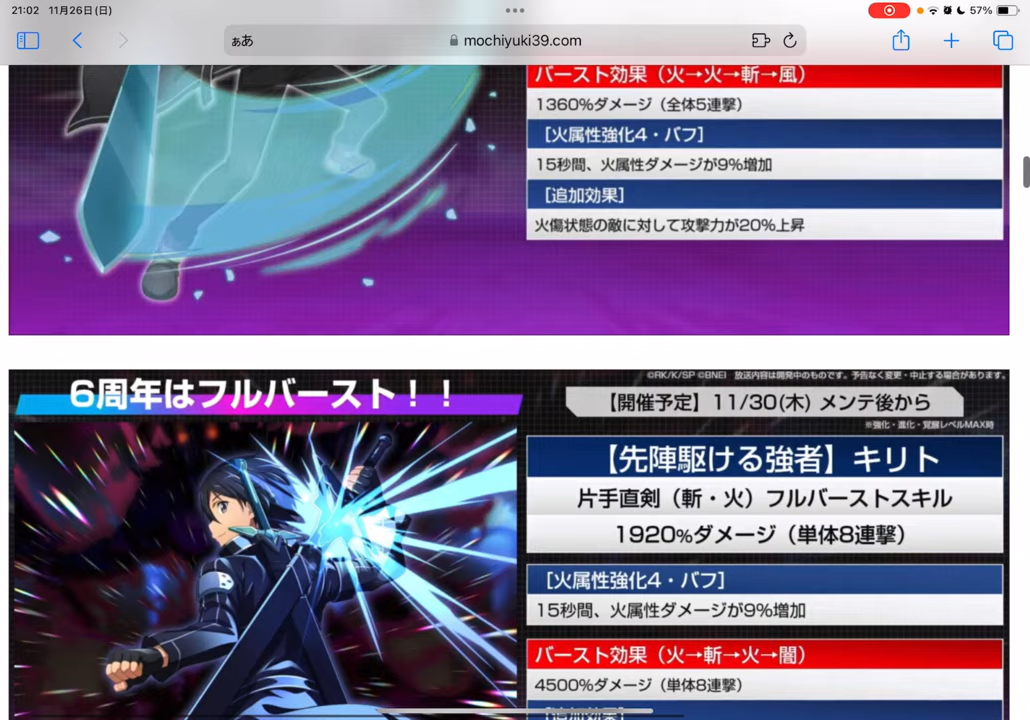 21:02 11月26日(日)
57%
ぁあ
mochiyuki39.com
バースト効果（火→火→斬→風）
1360%ダメージ（全体5連撃）
［火属性強化4・バフ］
15秒間、火属性ダメージが9%増加
［追加効果］
火傷状態の敵に対して攻撃力が20%上昇
©RK/K/SP ©BNEI 放送内容は開発中のものです。予告なく変更・中止する場合があります。
6周年はフルバースト！！
【開催予定】11/30(木) メンテ後から
※強化・進化・覚醒レベルMAX時
【先陣駆ける強者】キリト
片手直剣（斬・火）フルバーストスキル
1920%ダメージ（単体8連撃）
［火属性強化4・バフ］
15秒間、火属性ダメージが9%増加
バースト効果（火→斬→火→闇）
4500%ダメージ（単体8連撃）